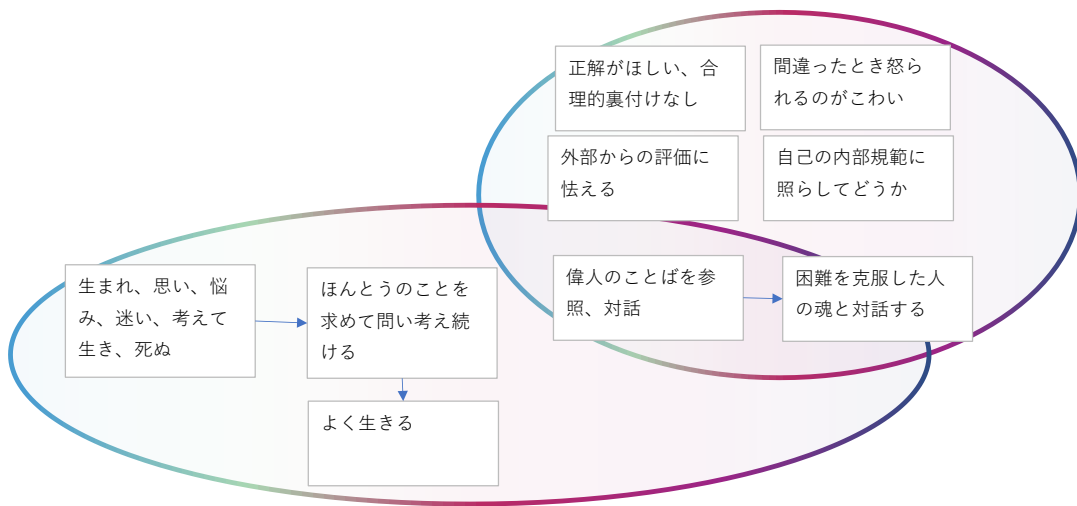 正解がほしい、合
理的裏付けなし
間違ったとき怒ら
れるのがこわい
外部からの評価に
怯える
自己の内部規範に
照らしてどうか
生まれ、思い、悩
み、迷い、考えて
生き、死ぬ
ほんとうのことを
求めて問い考え続
ける
よく生きる
偉人のことばを参
照、対話
困難を克服した人
の魂と対話する